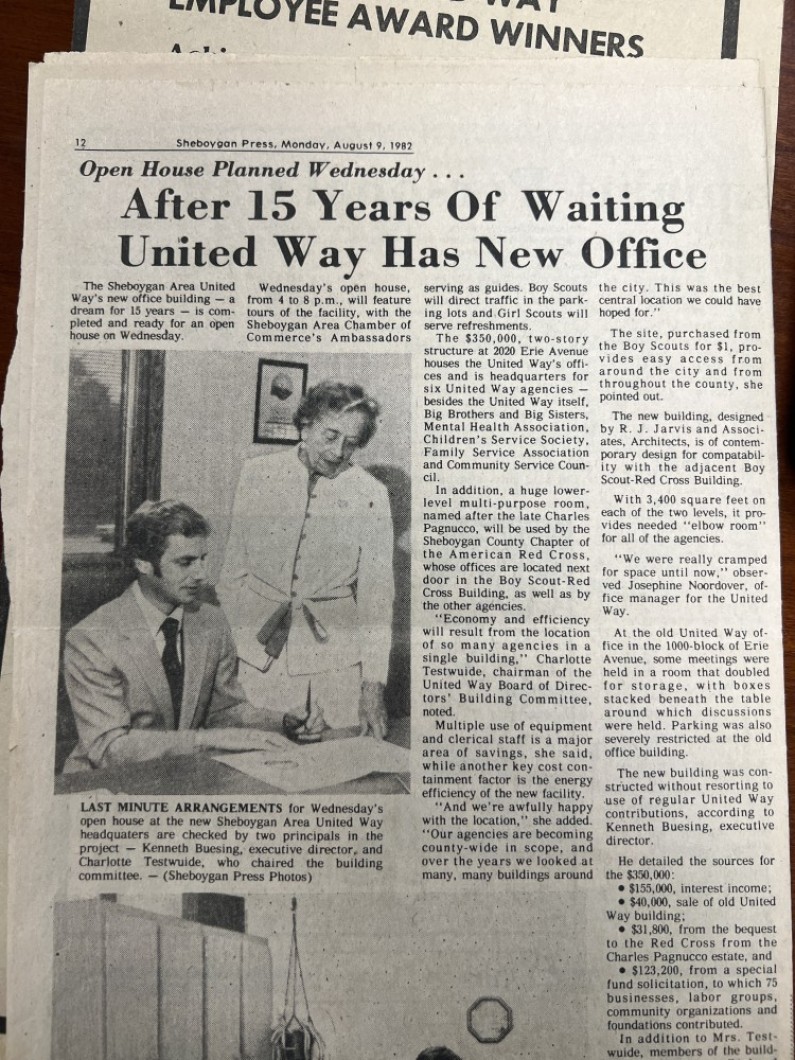 EMPLOYEE AWARD WINNERS
12
Sheboygan Press, Monday, August 9, 1982
Open House Planned Wednesday . . .
After 15 Years Of Waiting
United Way Has New Office
The Sheboygan Area United
Way's new office building — a
dream for 15 years — is com-
pleted and ready for an open
house on Wednesday.
Wednesday's open house,
from 4 to 8 p.m., will feature
tours of the facility, with the
Sheboygan Area Chamber of
Commerce's Ambassadors
serving as guides. Boy Scouts
will direct traffic in the park-
ing lots and Girl Scouts will
serve refreshments.
The $350,000, two-story
structure at 2020 Erie Avenue
houses the United Way's offi-
ces and is headquarters for
six United Way agencies —
besides the United Way itself,
Big Brothers and Big Sisters,
Mental Health Association,
Children's Service Society,
Family Service Association
and Community Service Coun-
cil.
In addition, a huge lower-
level multi-purpose room,
named after the late Charles
Pagnucco, will be used by the
Sheboygan County Chapter of
the American Red Cross,
whose offices are located next
door in the Boy Scout-Red
Cross Building, as well as by
the other agencies.
"Economy and efficiency
will result from the location
of so many agencies in a
single building," Charlotte
Testwuide, chairman of the
United Way Board of Direc-
tors' Building Committee,
noted.
Multiple use of equipment
and clerical staff is a major
area of savings, she said,
while another key cost con-
tainment factor is the energy
efficiency of the new facility.
"And we're awfully happy
with the location," she added.
"Our agencies are becoming
county-wide in scope, and
over the years we looked at
many, many buildings around
the city. This was the best
central location we could have
hoped for."
The site, purchased from
the Boy Scouts for $1, pro-
vides easy access from
around the city and from
throughout the county, she
pointed out.
The new building, designed
by R. J. Jarvis and Associ-
ates, Architects, is of contem-
porary design for compatabil-
ity with the adjacent Boy
Scout-Red Cross Building.
With 3,400 square feet on
each of the two levels, it pro-
vides needed "elbow room"
for all of the agencies.
"We were really cramped
for space until now," obser-
ved Josephine Noordover, of-
fice manager for the United
Way.
At the old United Way of-
fice in the 1000-block of Erie
Avenue, some meetings were
held in a room that doubled
for storage, with boxes
stacked beneath the table
around which discussions
were held. Parking was also
severely restricted at the old
office building.
The new building was con-
structed without resorting to
use of regular United Way
contributions, according to
Kenneth Buesing, executive
director.
He detailed the sources for
the $350,000:
• $155,000, interest income;
• $40,000, sale of old United
Way building;
• $31,800, from the bequest
to the Red Cross from the
Charles Pagnucco estate, and
• $123,200, from a special
fund solicitation, to which 75
businesses, labor groups,
community organizations and
foundations contributed.
In addition to Mrs. Test-
wuide, members of the build-
LAST MINUTE ARRANGEMENTS for Wednesday's
open house at the new Sheboygan Area United Way
headquaters are checked by two principals in the
project — Kenneth Buesing, executive director, and
Charlotte Testwuide, who chaired the building
committee. — (Sheboygan Press Photos)